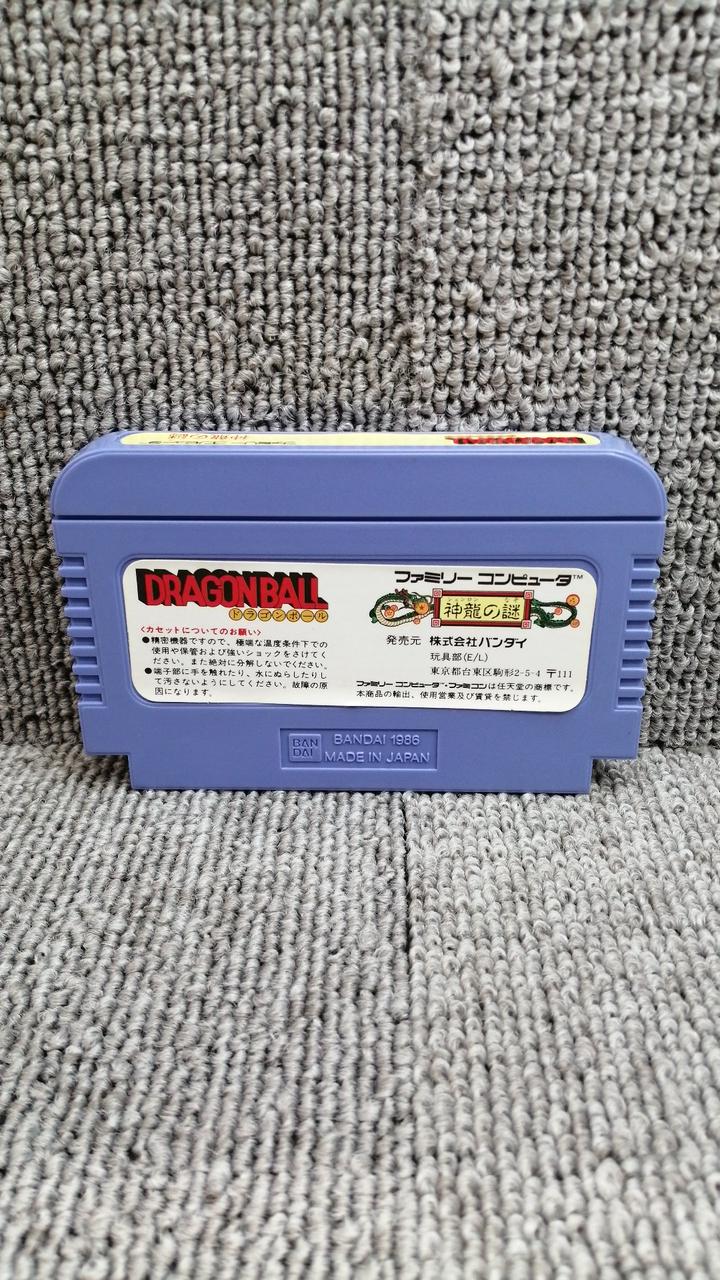 DRAGON BALL
ドラゴンボール
<カセットについてのお願い>
●精密機器ですので、極端な温度条件下での
使用や保管および強いショックをさけてく
ださい。また絶対に分解しないでください。
●端子部に手を触れたり、水にぬらしたりし
て汚さないようにしてください。故障の原
因になります。
ファミリー コンピュータ™
シェンロン なぞ
神龍の謎
発売元 株式会社バンダイ
玩具部(E/L)
東京都台東区駒形2-5-4 〒111
ファミリー コンピュータ・ファミコンは任天堂の商標です。
本商品の輸出、使用営業及び賃貸を禁じます。
BAN
DAI
BANDAI 1986
MADE IN JAPAN